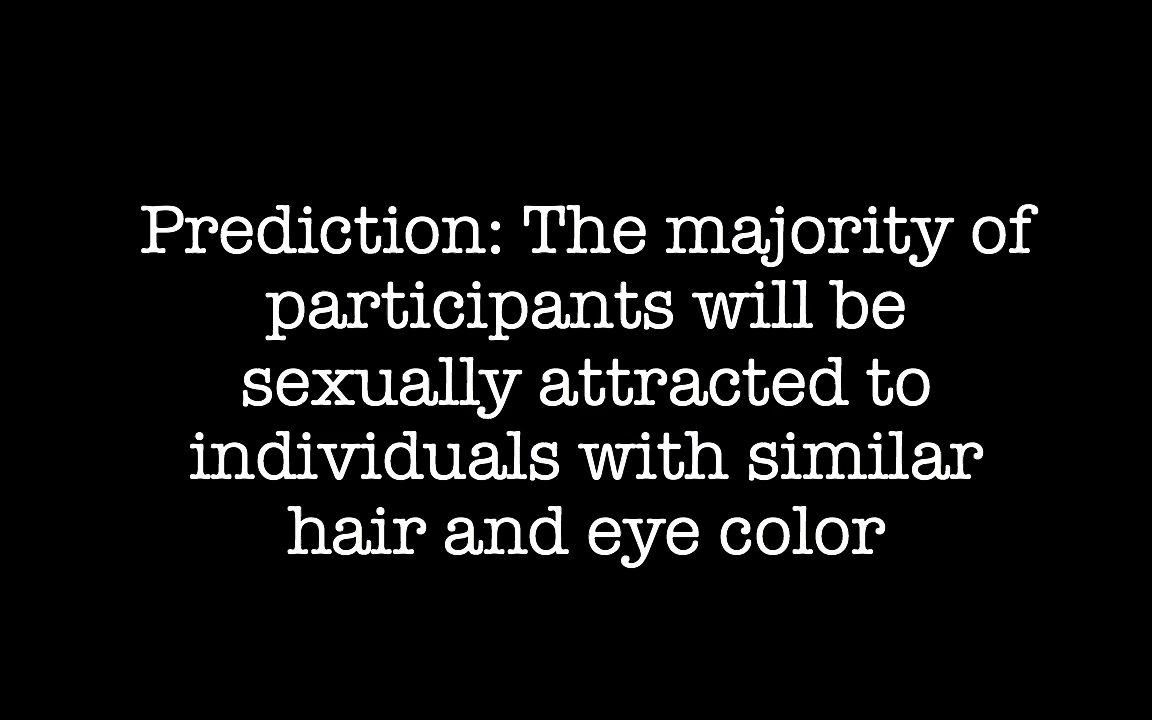 Prediction: The majority of
participants will be
sexually attracted to
individuals with similar
hair and eye color